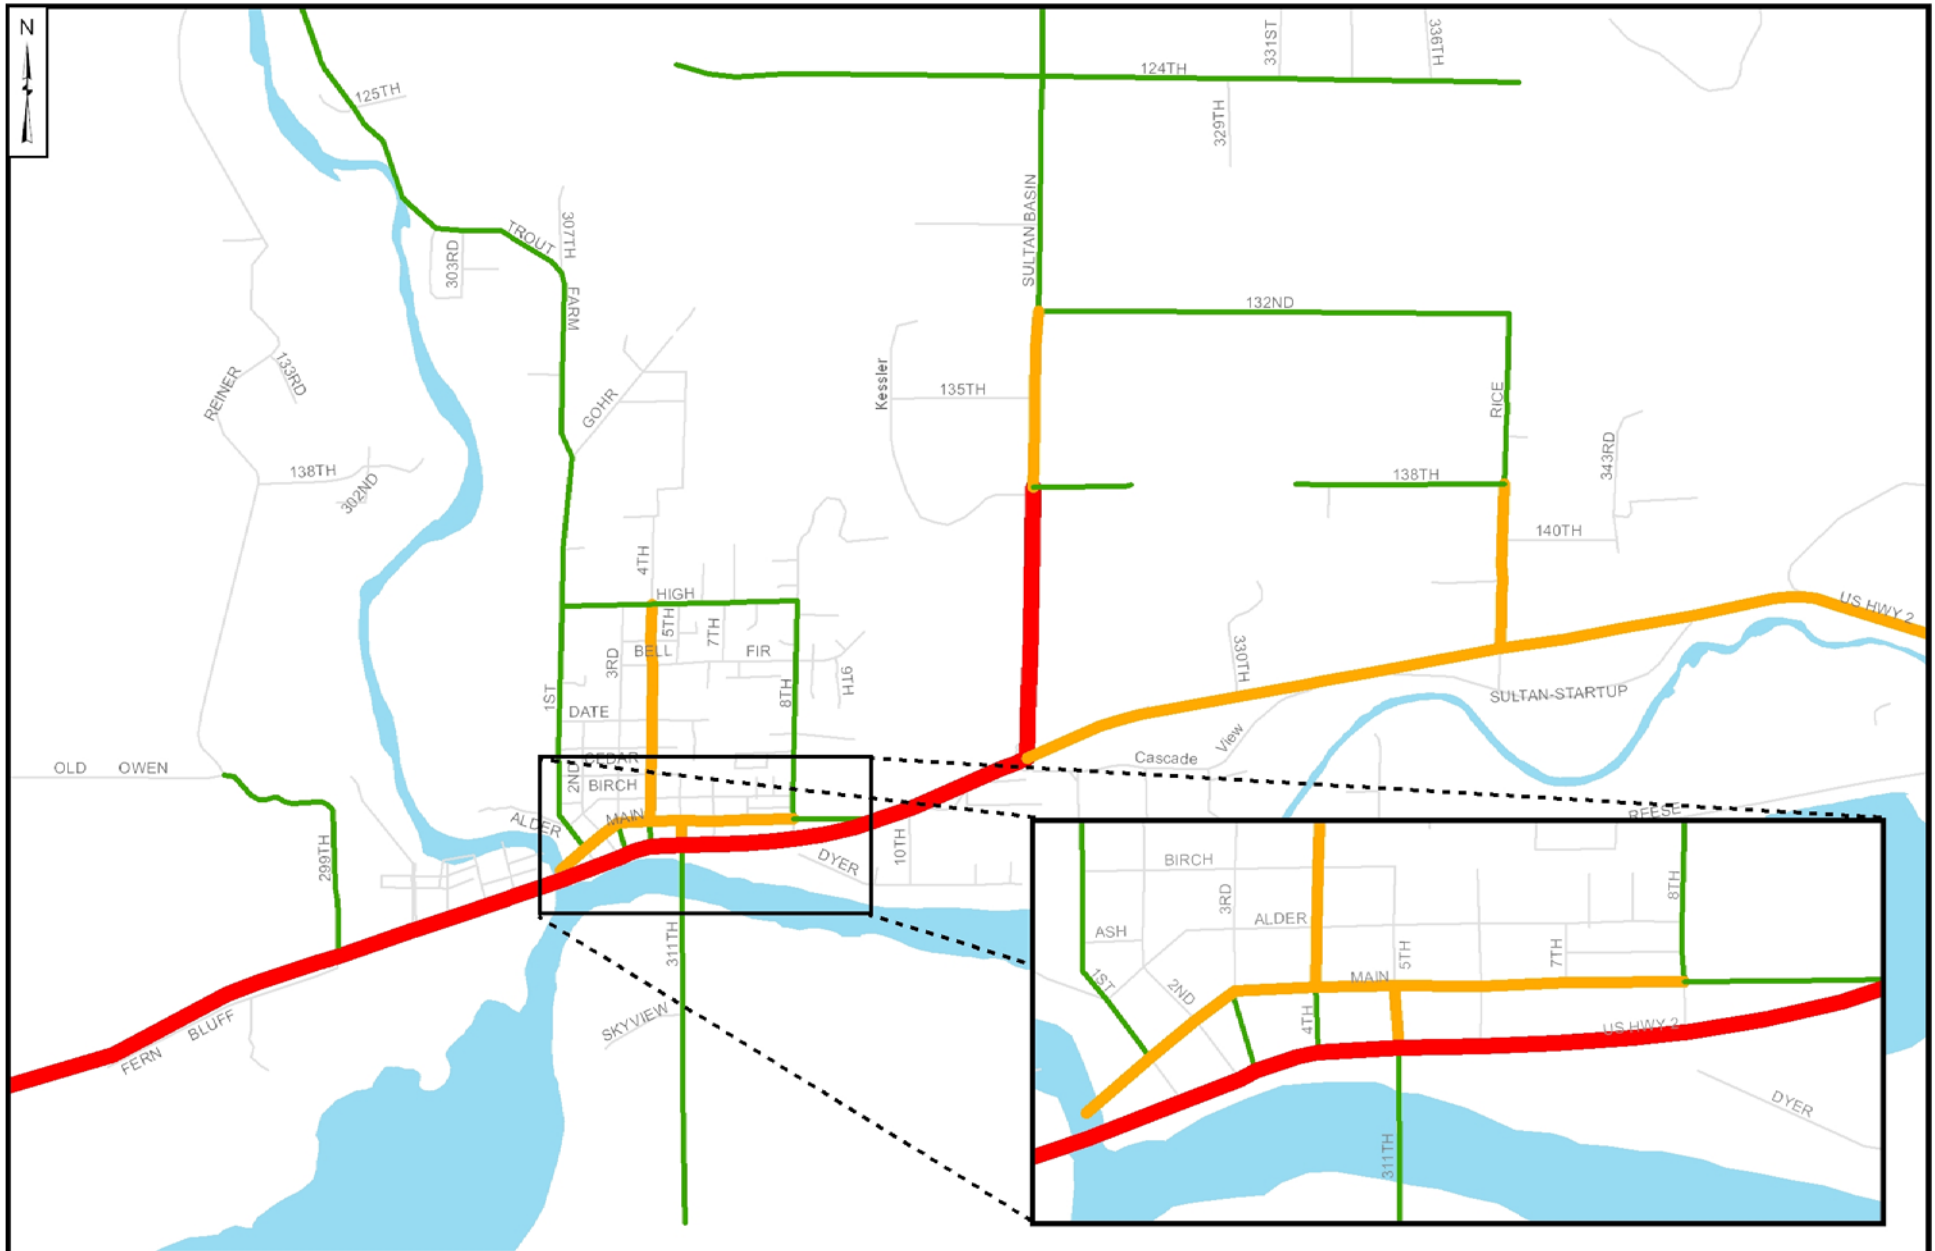 N
331ST
336TH
124TH
125TH
329TH
SULTAN BASIN
307TH
TROUT
303RD
FARM
132ND
133RD
REINER
Kessler
135TH
RICE
GOHR
343RD
138TH
302ND
138TH
140TH
4TH
HIGH
5TH
7TH
US HWY 2
3RD
BELL
FIR
330TH
9TH
1ST
8TH
SULTAN-STARTUP
DATE
View
CEDAR
Cascade
OLD OWEN
2ND
BIRCH
REESE
MAIN
ALDER
299TH
10TH
DYER
311TH
SKYVIEW
BLUFF
FERN
BIRCH
3RD
8TH
ALDER
ASH
5TH
7TH
1ST
2ND
MAIN
4TH
US HWY 2
DYER
311TH